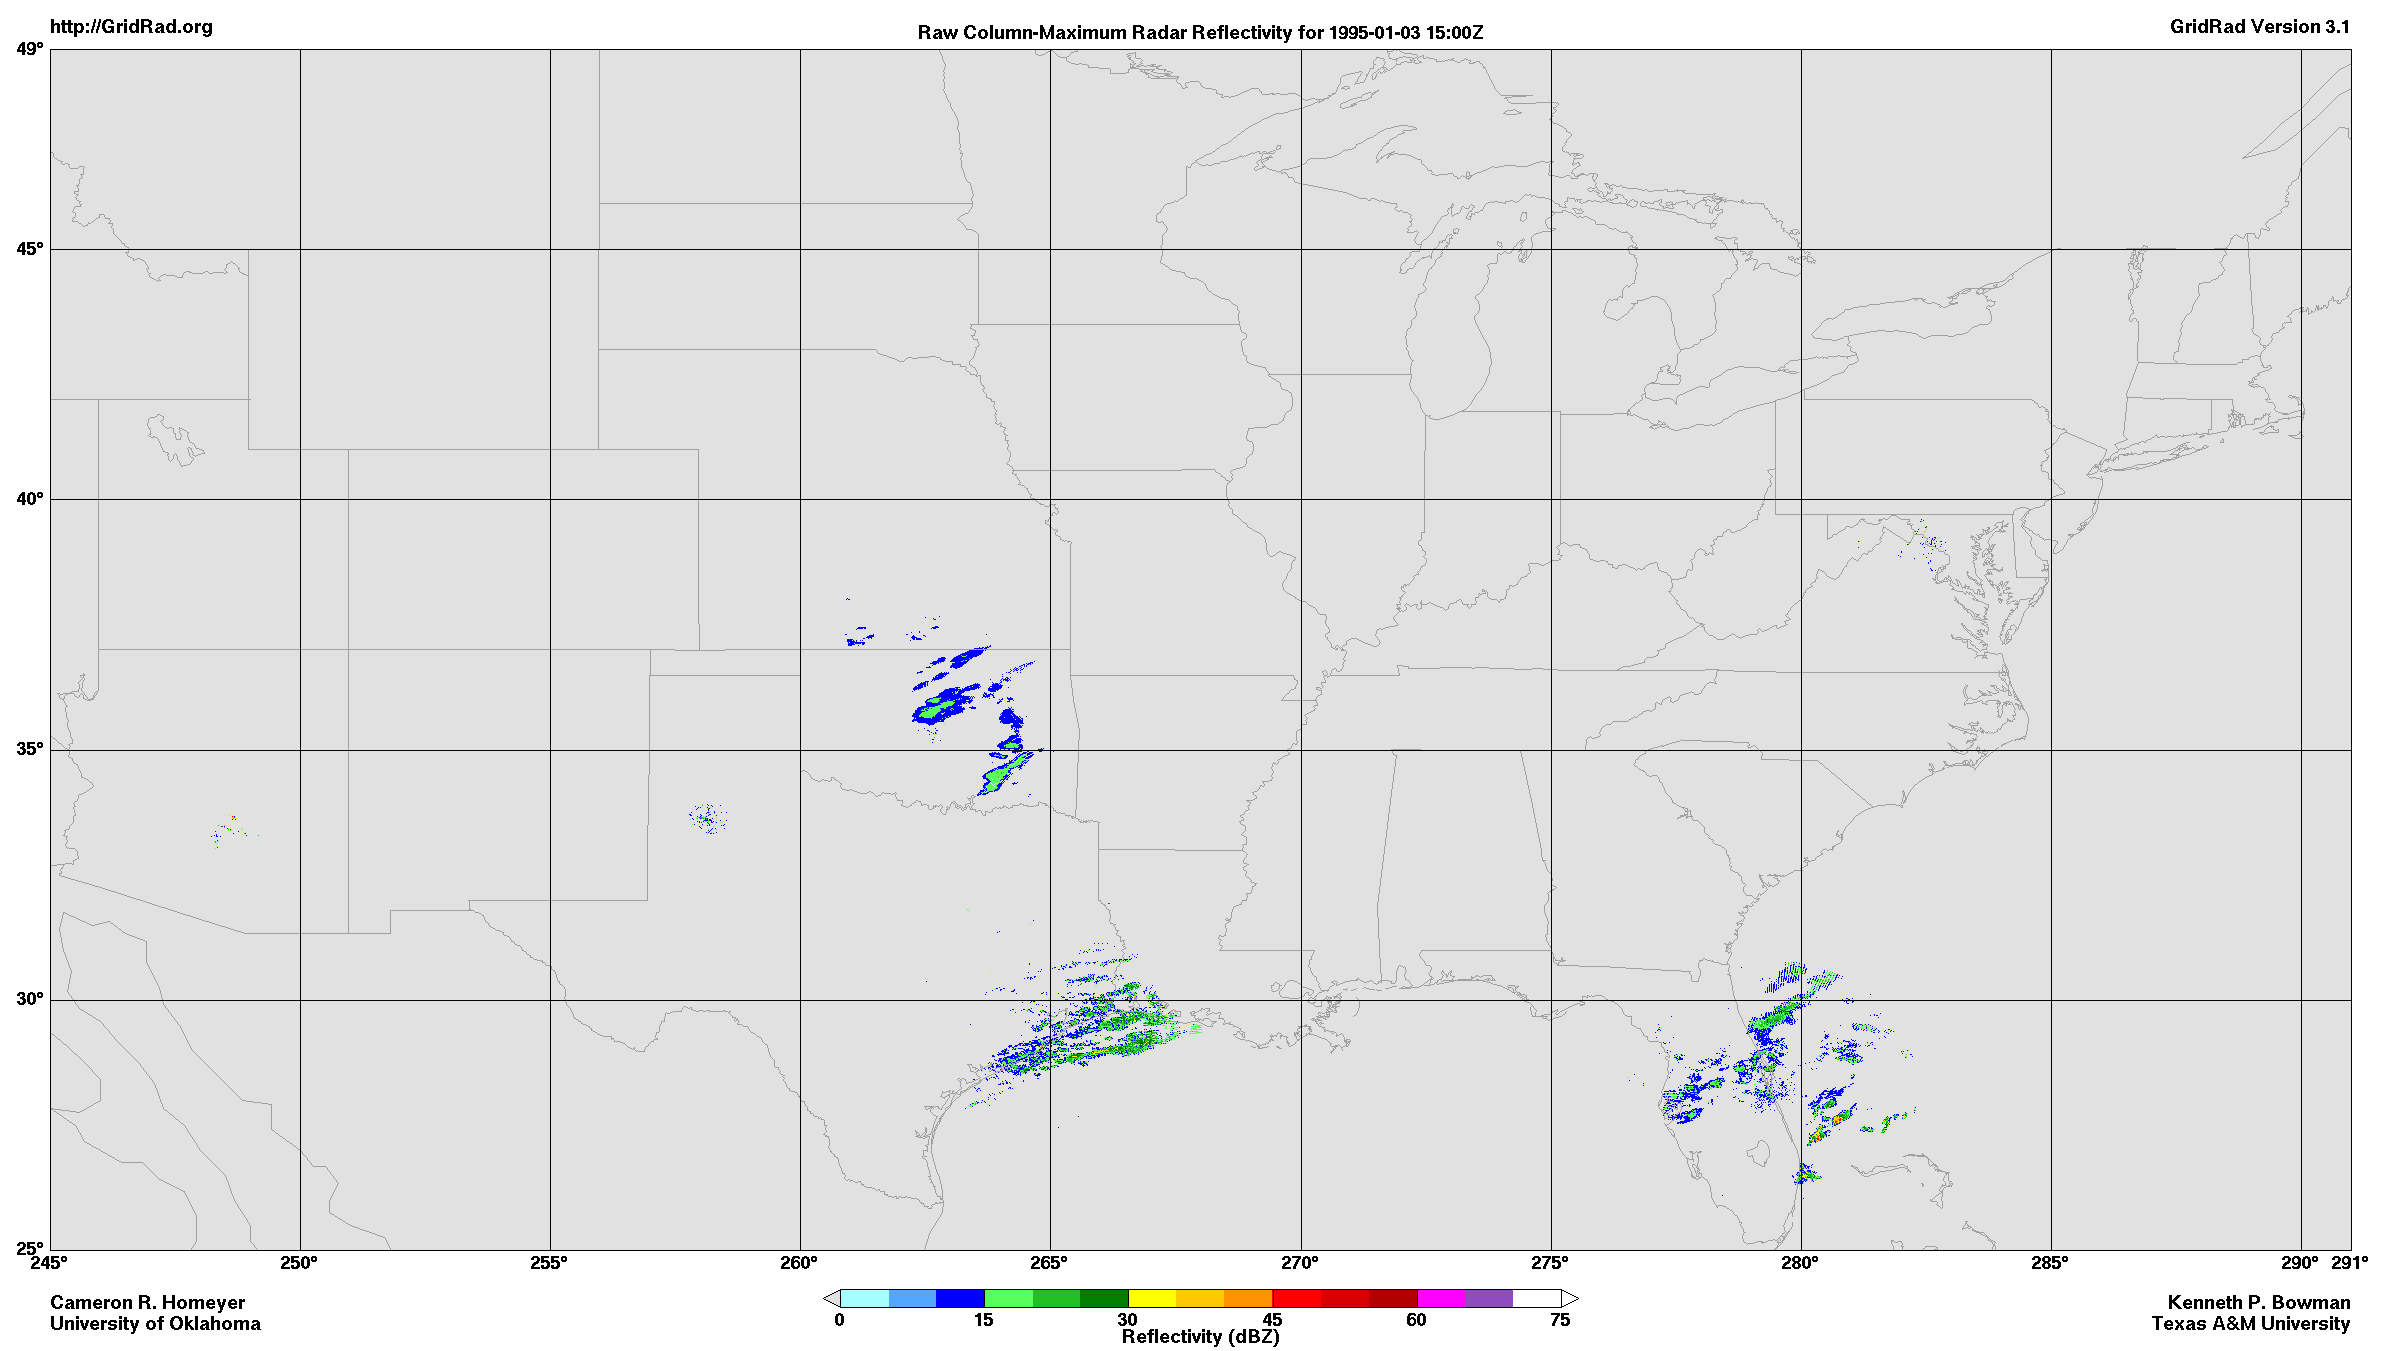 http://GridRad.org
Raw Column-Maximum Radar Reflectivity for 1995-01-03 15:00Z
GridRad Version 3.1
49°
45°
40°
35°
30°
25°
245° 250° 255° 260° 265° 270° 275° 280° 285° 290° 291°
0 15 30 45 60 75
Reflectivity (dBZ)
Cameron R. Homeyer
University of Oklahoma
Kenneth P. Bowman
Texas A&M University